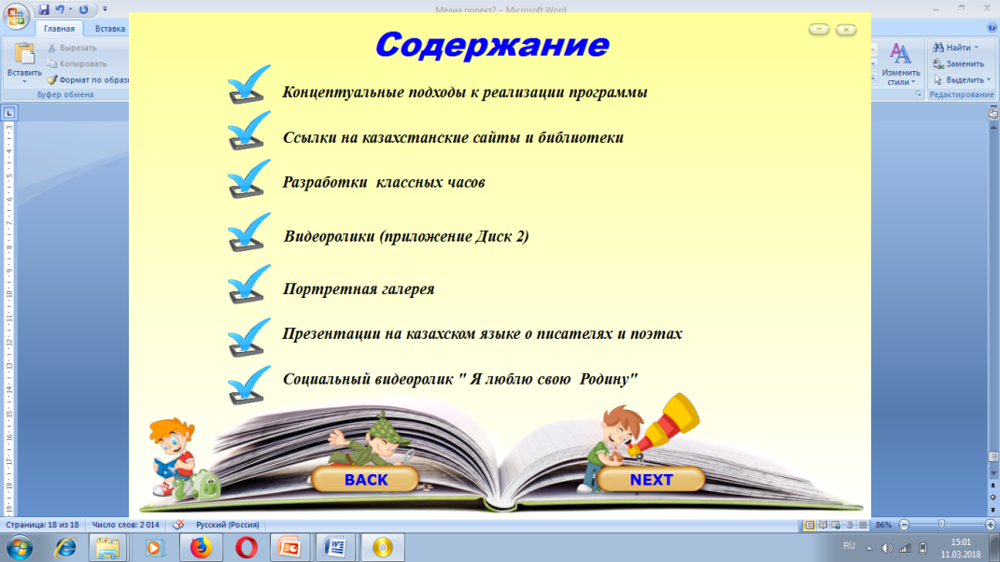 Медиа проект2 - Microsoft Word
Главная
Вставка
Вставить
Вырезать
Копировать
Формат по образ
Буфер обмена
Изменить стили
Найти
Заменить
Выделить
Редактирование
Содержание
Концептуальные подходы к реализации программы
Ссылки на казахстанские сайты и библиотеки
Разработки классных часов
Видеоролики (приложение Диск 2)
Портретная галерея
Презентации на казахском языке о писателях и поэтах
Социальный видеоролик " Я люблю свою Родину"
BACK
NEXT
Страница: 18 из 18
Число слов: 2 014
Русский (Россия)
86%
RU
15:01
11.03.2018